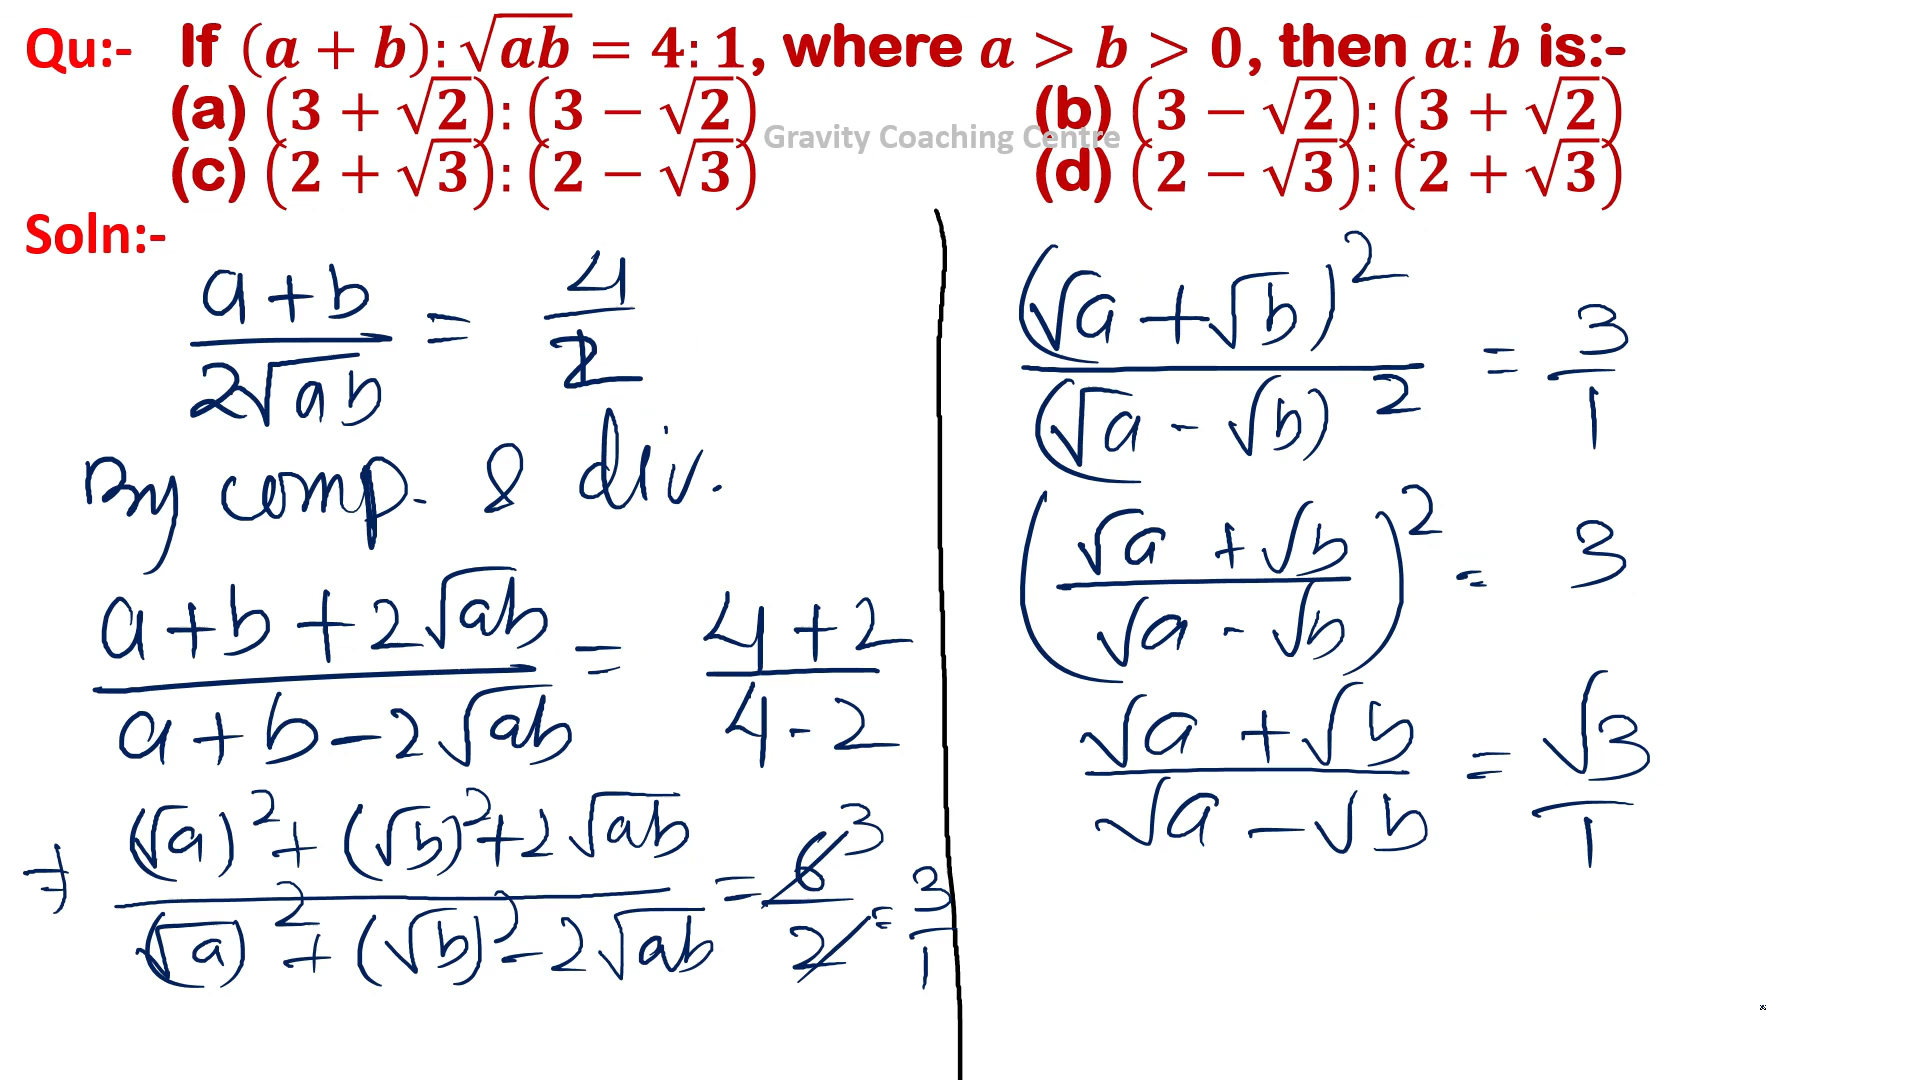 Qu:- If (a + b): √ab = 4: 1, where a > b > 0, then a: b is:-
(a) (3 + √2): (3 − √2) (b) (3 − √2): (3 + √2)
Gravity Coaching Centre
(c) (2 + √3): (2 − √3) (d) (2 − √3): (2 + √3)
Soln:-
(a+b)/(2√ab) = 4/2
By comp. & div.
(a+b+2√ab)/(a+b−2√ab) = (4+2)/(4-2)
⇒ ((√a)²+(√b)²+2√ab)/((√a)²+(√b)²−2√ab) = 6/2 3 = 3/1
(√a+√b)²/(√a-√b)² = 3/1
((√a+√b)/(√a-√b))² = 3
(√a+√b)/(√a−√b) = √3/1